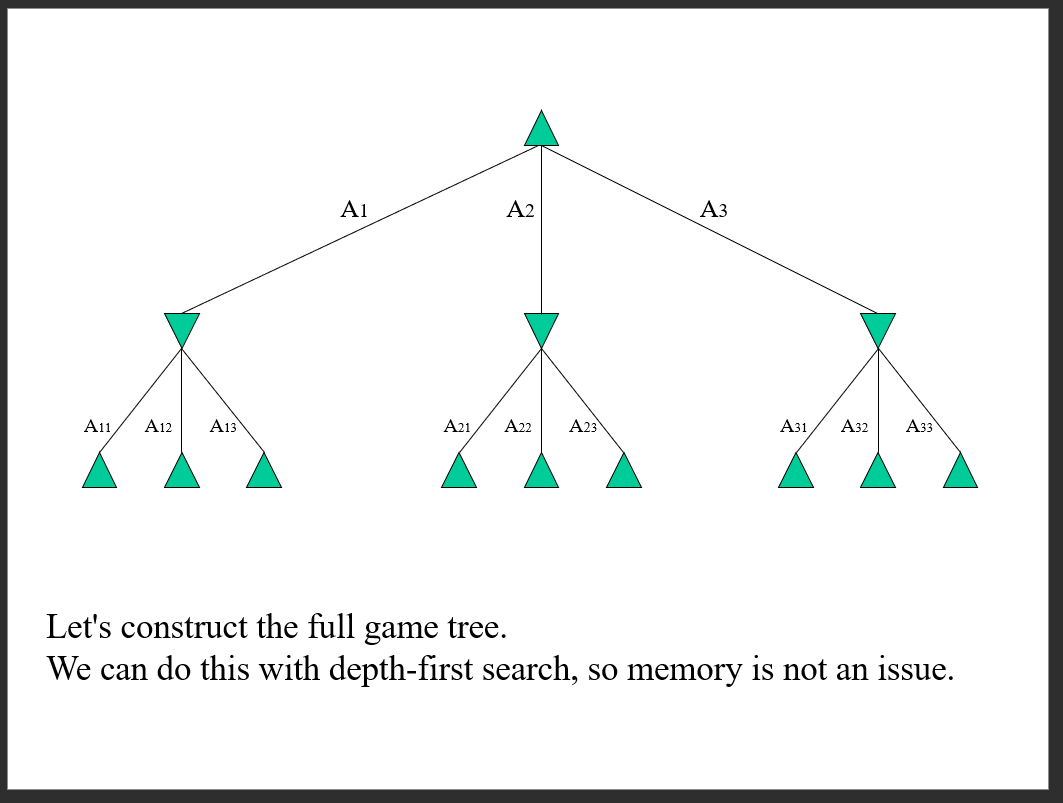 A1 A2 A3
A11 A12 A13 A21 A22 A23 A31 A32 A33
Let's construct the full game tree.
We can do this with depth-first search, so memory is not an issue.